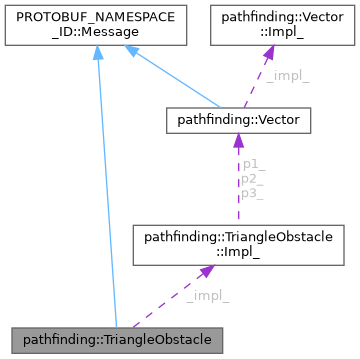 PROTOBUF_NAMESPACE
_ID::Message
pathfinding::Vector
::Impl_
_impl_
pathfinding::Vector
p1_
p2_
p3_
pathfinding::TriangleObstacle
::Impl_
_impl_
pathfinding::TriangleObstacle